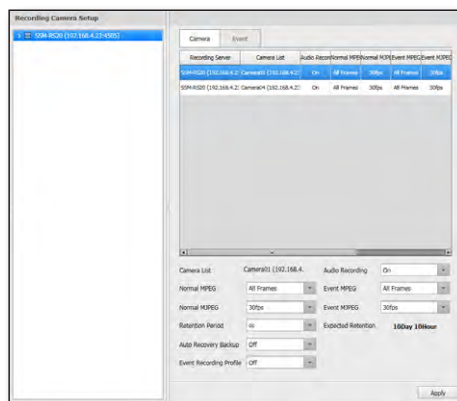 Recording Camera Setup
SSM-RS20 (192.168.4.23:4505)
Camera Event
Recording Server Camera List Audio Recor Normal MPE Normal MJPE Event MPEG Event MJPEG
SSM-RS20 (192.168.4.2 Camera01 (192.168.4.2 On All Frames 30fps All Frames 30fps
SSM-RS20 (192.168.4.2 Camera04 (192.168.4.2 On All Frames 30fps All Frames 30fps
Camera List Camera01 (192.168.4. Audio Recording On
Normal MPEG All Frames Event MPEG All Frames
Normal MJPEG 30fps Event MJPEG 30fps
Retention Period ∞ Expected Retention 10Day 10Hour
Auto Recovery Backup Off
Event Recording Profile Off
Apply